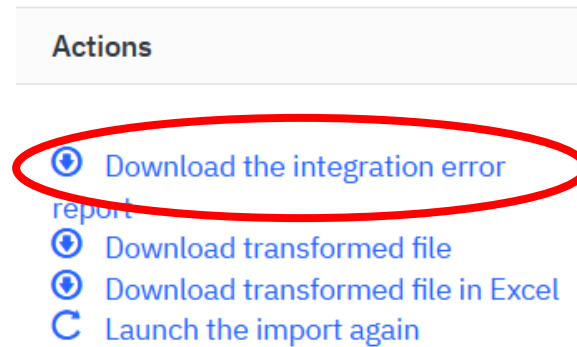 Actions
Download the integration error
report
Download transformed file
Download transformed file in Excel
Launch the import again